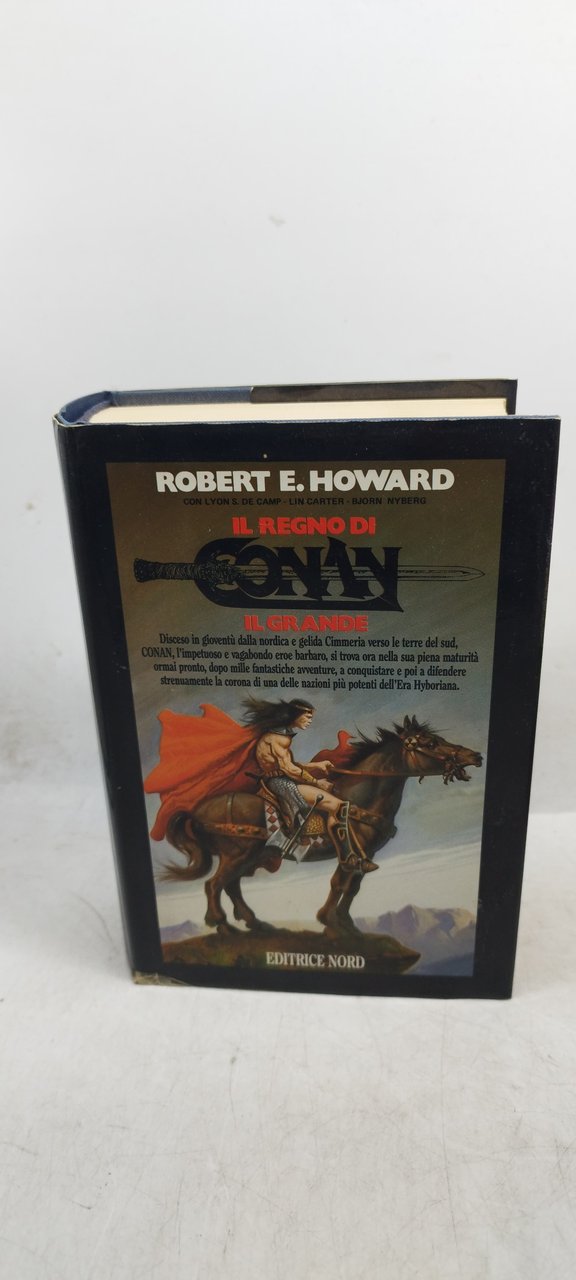 ROBERT E. HOWARD
CON LYON S. DE CAMP - LIN CARTER - BJORN NYBERG
IL REGNO DI
CONAN
IL GRANDE
Disceso in gioventù dalla nordica e gelida Cimmeria verso le terre del sud,
CONAN, l'impetuoso e vagabondo eroe barbaro, si trova ora nella sua piena maturità
ormai pronto, dopo mille fantastiche avventure, a conquistare e poi a difendere
strenuamente la corona di una delle nazioni più potenti dell'Era Hyboriana.
EDITRICE NORD